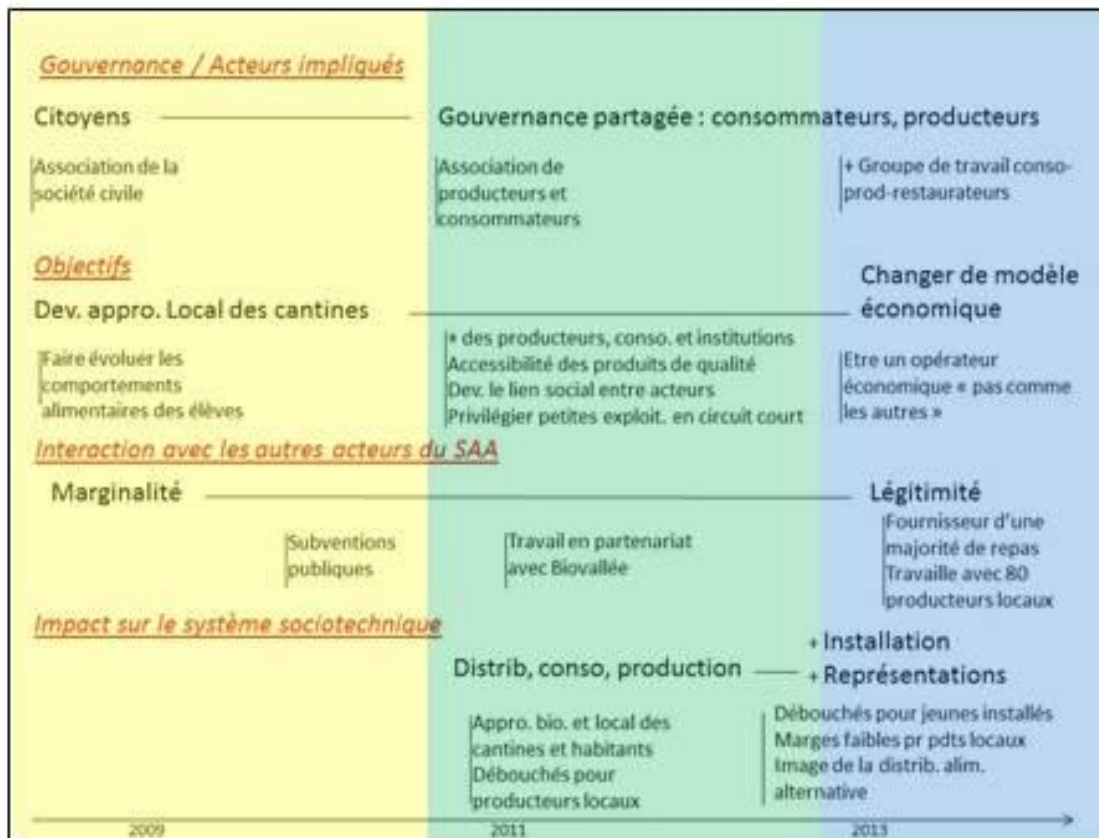 Gouvernance / Acteurs impliqués
Citoyens
Gouvernance partagée : consommateurs, producteurs
Association de la
société civile
Association de
producteurs et
consommateurs
+ Groupe de travail conso-
prod-restaurateurs
Objectifs
Dev. appro. Local des cantines
Changer de modèle
économique
Faire évoluer les
comportements
alimentaires des élèves
+ des producteurs, conso. et institutions
Accessibilité des produits de qualité
Dev. le lien social entre acteurs
Privilégier petites exploit. en circuit court
Etre un opérateur
économique « pas comme
les autres »
Interaction avec les autres acteurs du SAA
Marginalité
Légitimité
Subventions
publiques
Travail en partenariat
avec Biovallée
Fournisseur d'une
majorité de repas
Travaille avec 80
producteurs locaux
Impact sur le système sociotechnique
Distrib, conso, production
+ Installation
+ Représentations
Appro. bio. et local des
cantines et habitants
Débouchés pour
producteurs locaux
Débouchés pour jeunes installés
Marges faibles pr pdts locaux
Image de la distrib. alim.
alternative
2009
2011
2013